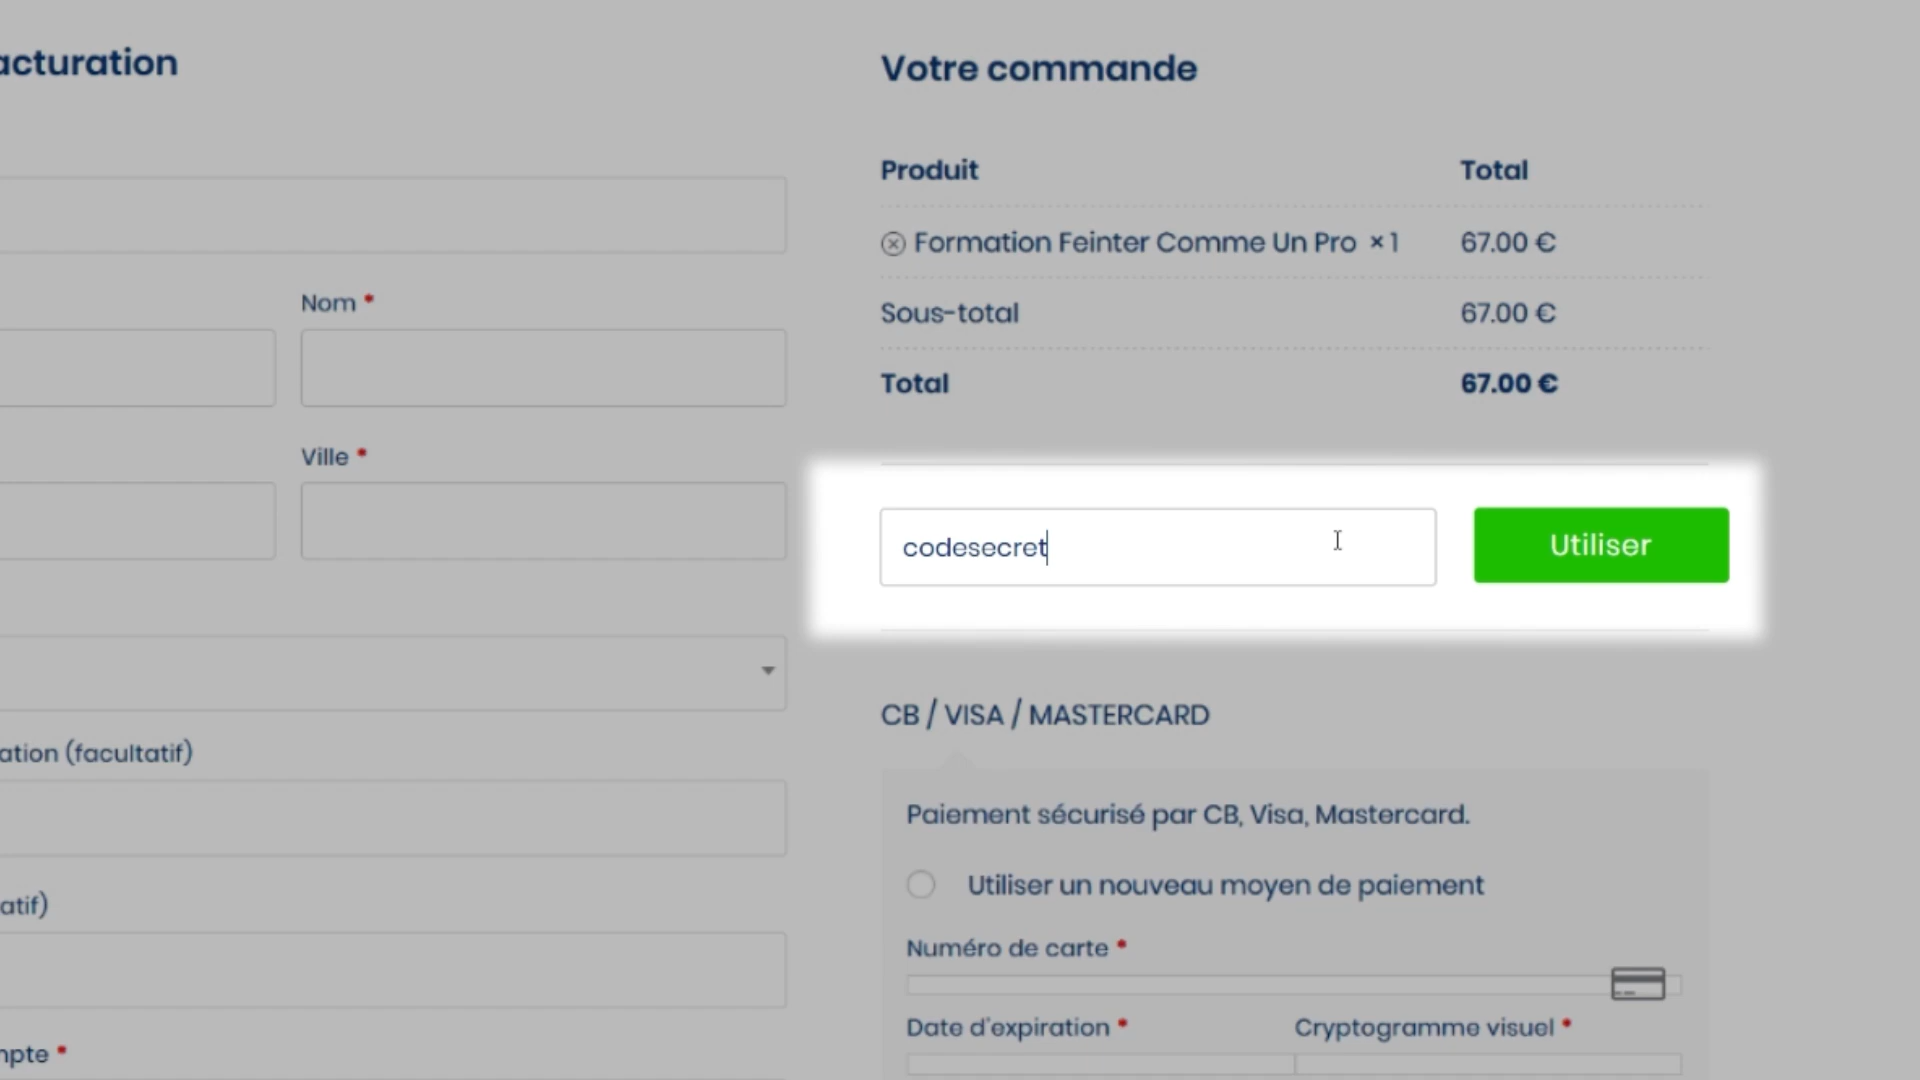 acturation
Nom *
Ville *
ation (facultatif)
atif)
mpte *
Votre commande
Produit Total
Formation Feinter Comme Un Pro × 1 67.00 €
Sous-total 67.00 €
Total 67.00 €
codesecret Utiliser
CB / VISA / MASTERCARD
Paiement sécurisé par CB, Visa, Mastercard.
Utiliser un nouveau moyen de paiement
Numéro de carte *
Date d'expiration * Cryptogramme visuel *